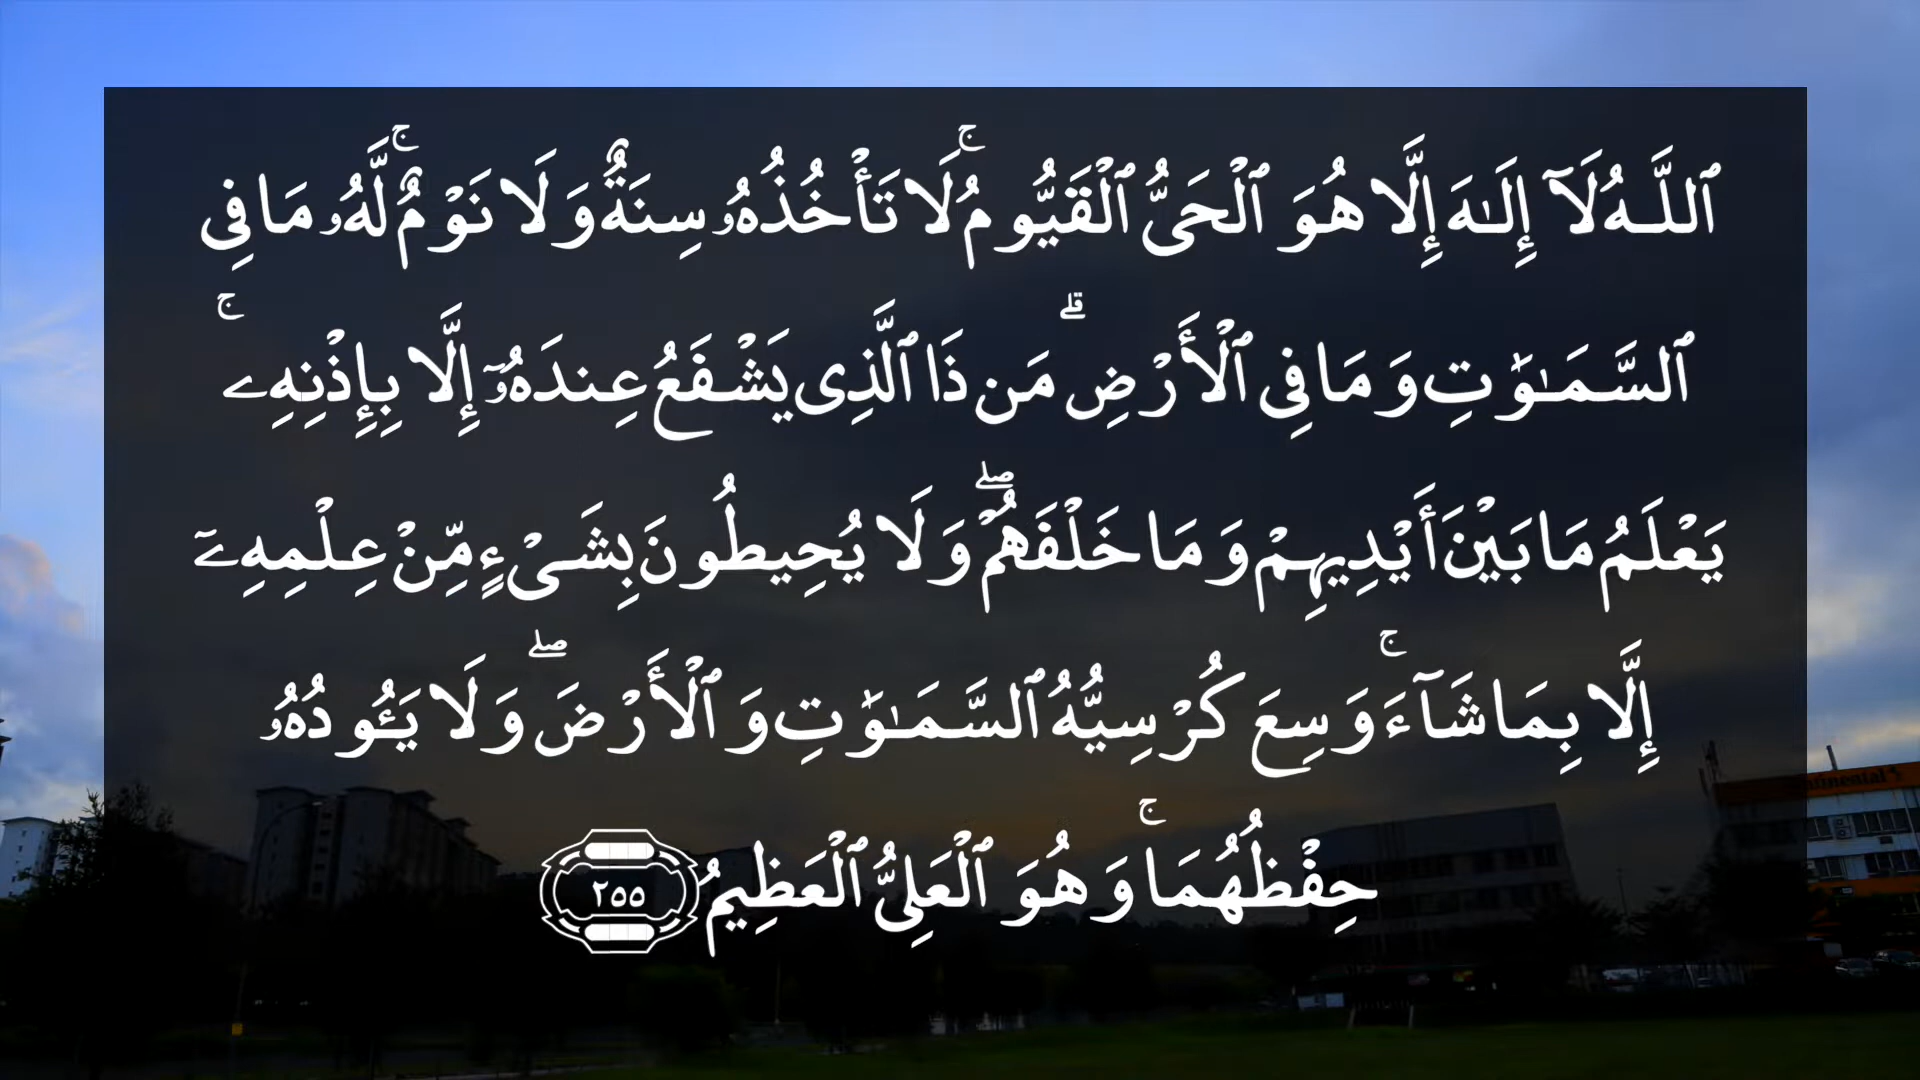 ٱللَّـهُ لَآ إِلَـٰهَ إِلَّا هُوَ ٱلْحَىُّ ٱلْقَيُّومُ ۚ لَا تَأْخُذُهُۥ سِنَةٌ وَلَا نَوْمٌ ۚ لَّهُۥ مَا فِى
ٱلسَّمَـٰوَٰتِ وَمَا فِى ٱلْأَرْضِ ۗ مَن ذَا ٱلَّذِى يَشْفَعُ عِندَهُۥٓ إِلَّا بِإِذْنِهِۦ ۚ
يَعْلَمُ مَا بَيْنَ أَيْدِيهِمْ وَمَا خَلْفَهُمْ ۖ وَلَا يُحِيطُونَ بِشَىْءٍ مِّنْ عِلْمِهِۦٓ
إِلَّا بِمَا شَآءَ ۚ وَسِعَ كُرْسِيُّهُ ٱلسَّمَـٰوَٰتِ وَٱلْأَرْضَ ۖ وَلَا يَـُٔودُهُۥ
حِفْظُهُمَا ۚ وَهُوَ ٱلْعَلِىُّ ٱلْعَظِيمُ ٢٥٥